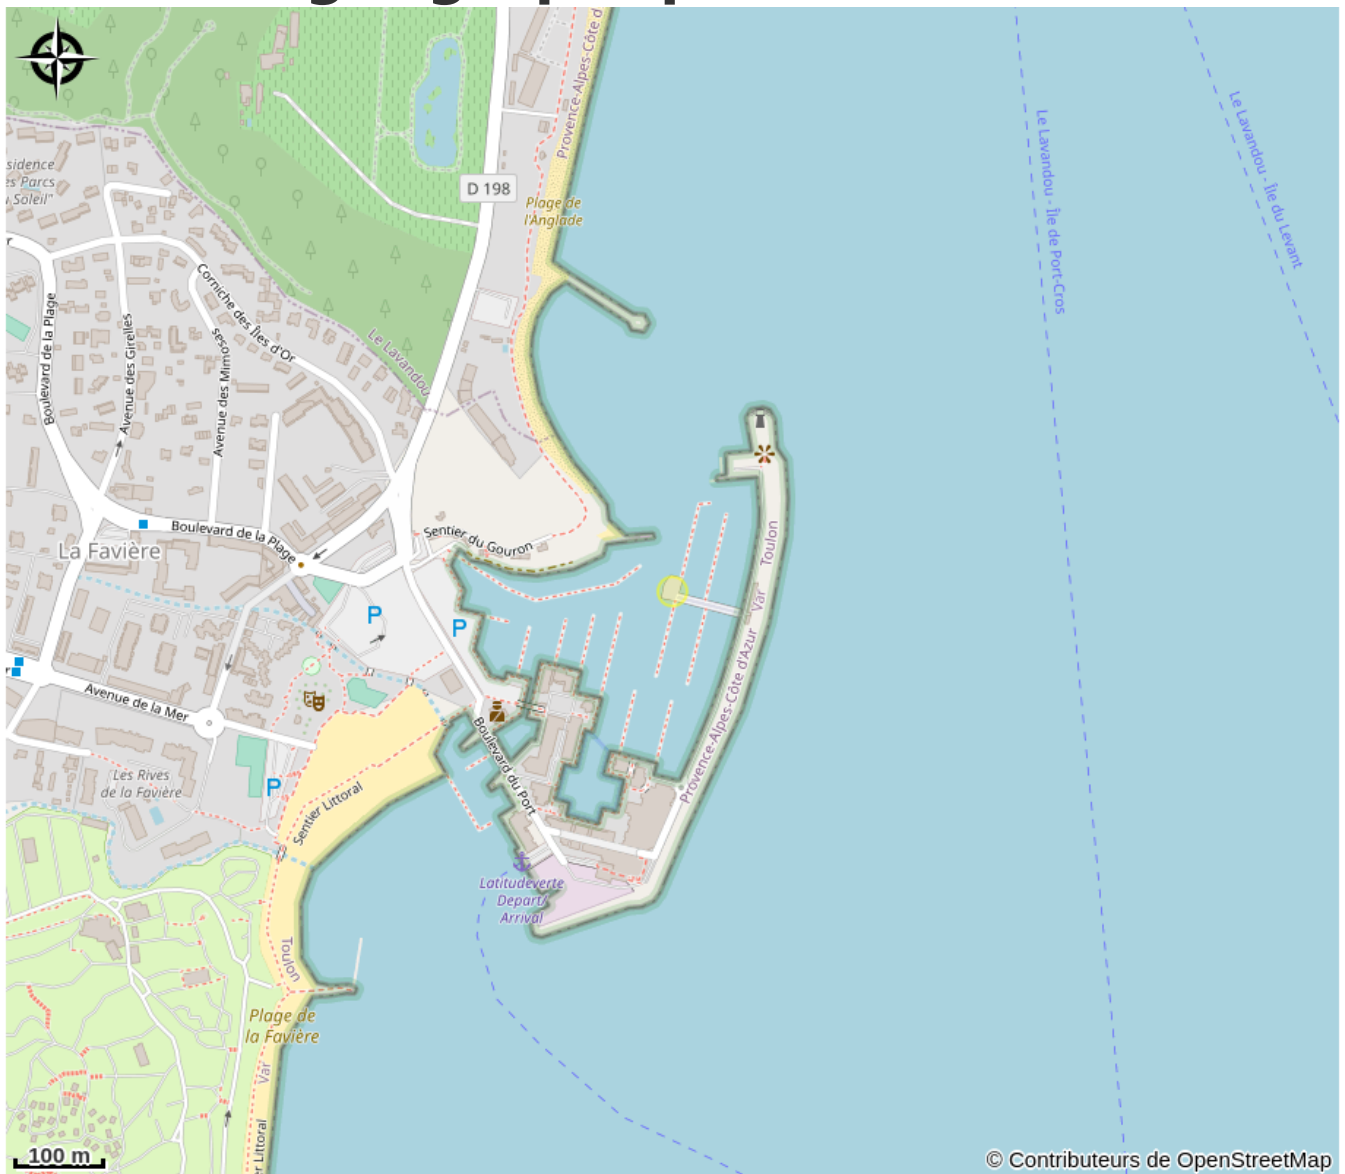 Provence-Alpes-Côte d
Le Lavandou - Île de Port-Cros
Le Lavandou - Île du Levant
sidence
es Parcs
u Soleil"
D 198
Plage de
l'Anglade
Corniche des Îles d'Or
Boulevard de la Plage
Avenue des Girelles
Avenue des Mimosas
Le Lavandou
Boulevard de la Plage
La Favière
Sentier du Gouron
P
P
Provence-Alpes-Côte d'Azur
Var
Toulon
Avenue de la Mer
Boulevard du Port
Les Rives
de la Favière
P
Sentier Littoral
Latitudeverte
Depart/
Arrival
Toulon
Plage de
la Favière
Var
er Littoral
100 m
© Contributeurs de OpenStreetMap